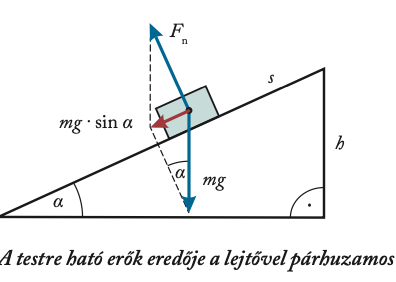 Fn
s
mg · sin α
h
α
mg
α
A testre ható erők eredője a lejtővel párhuzamos